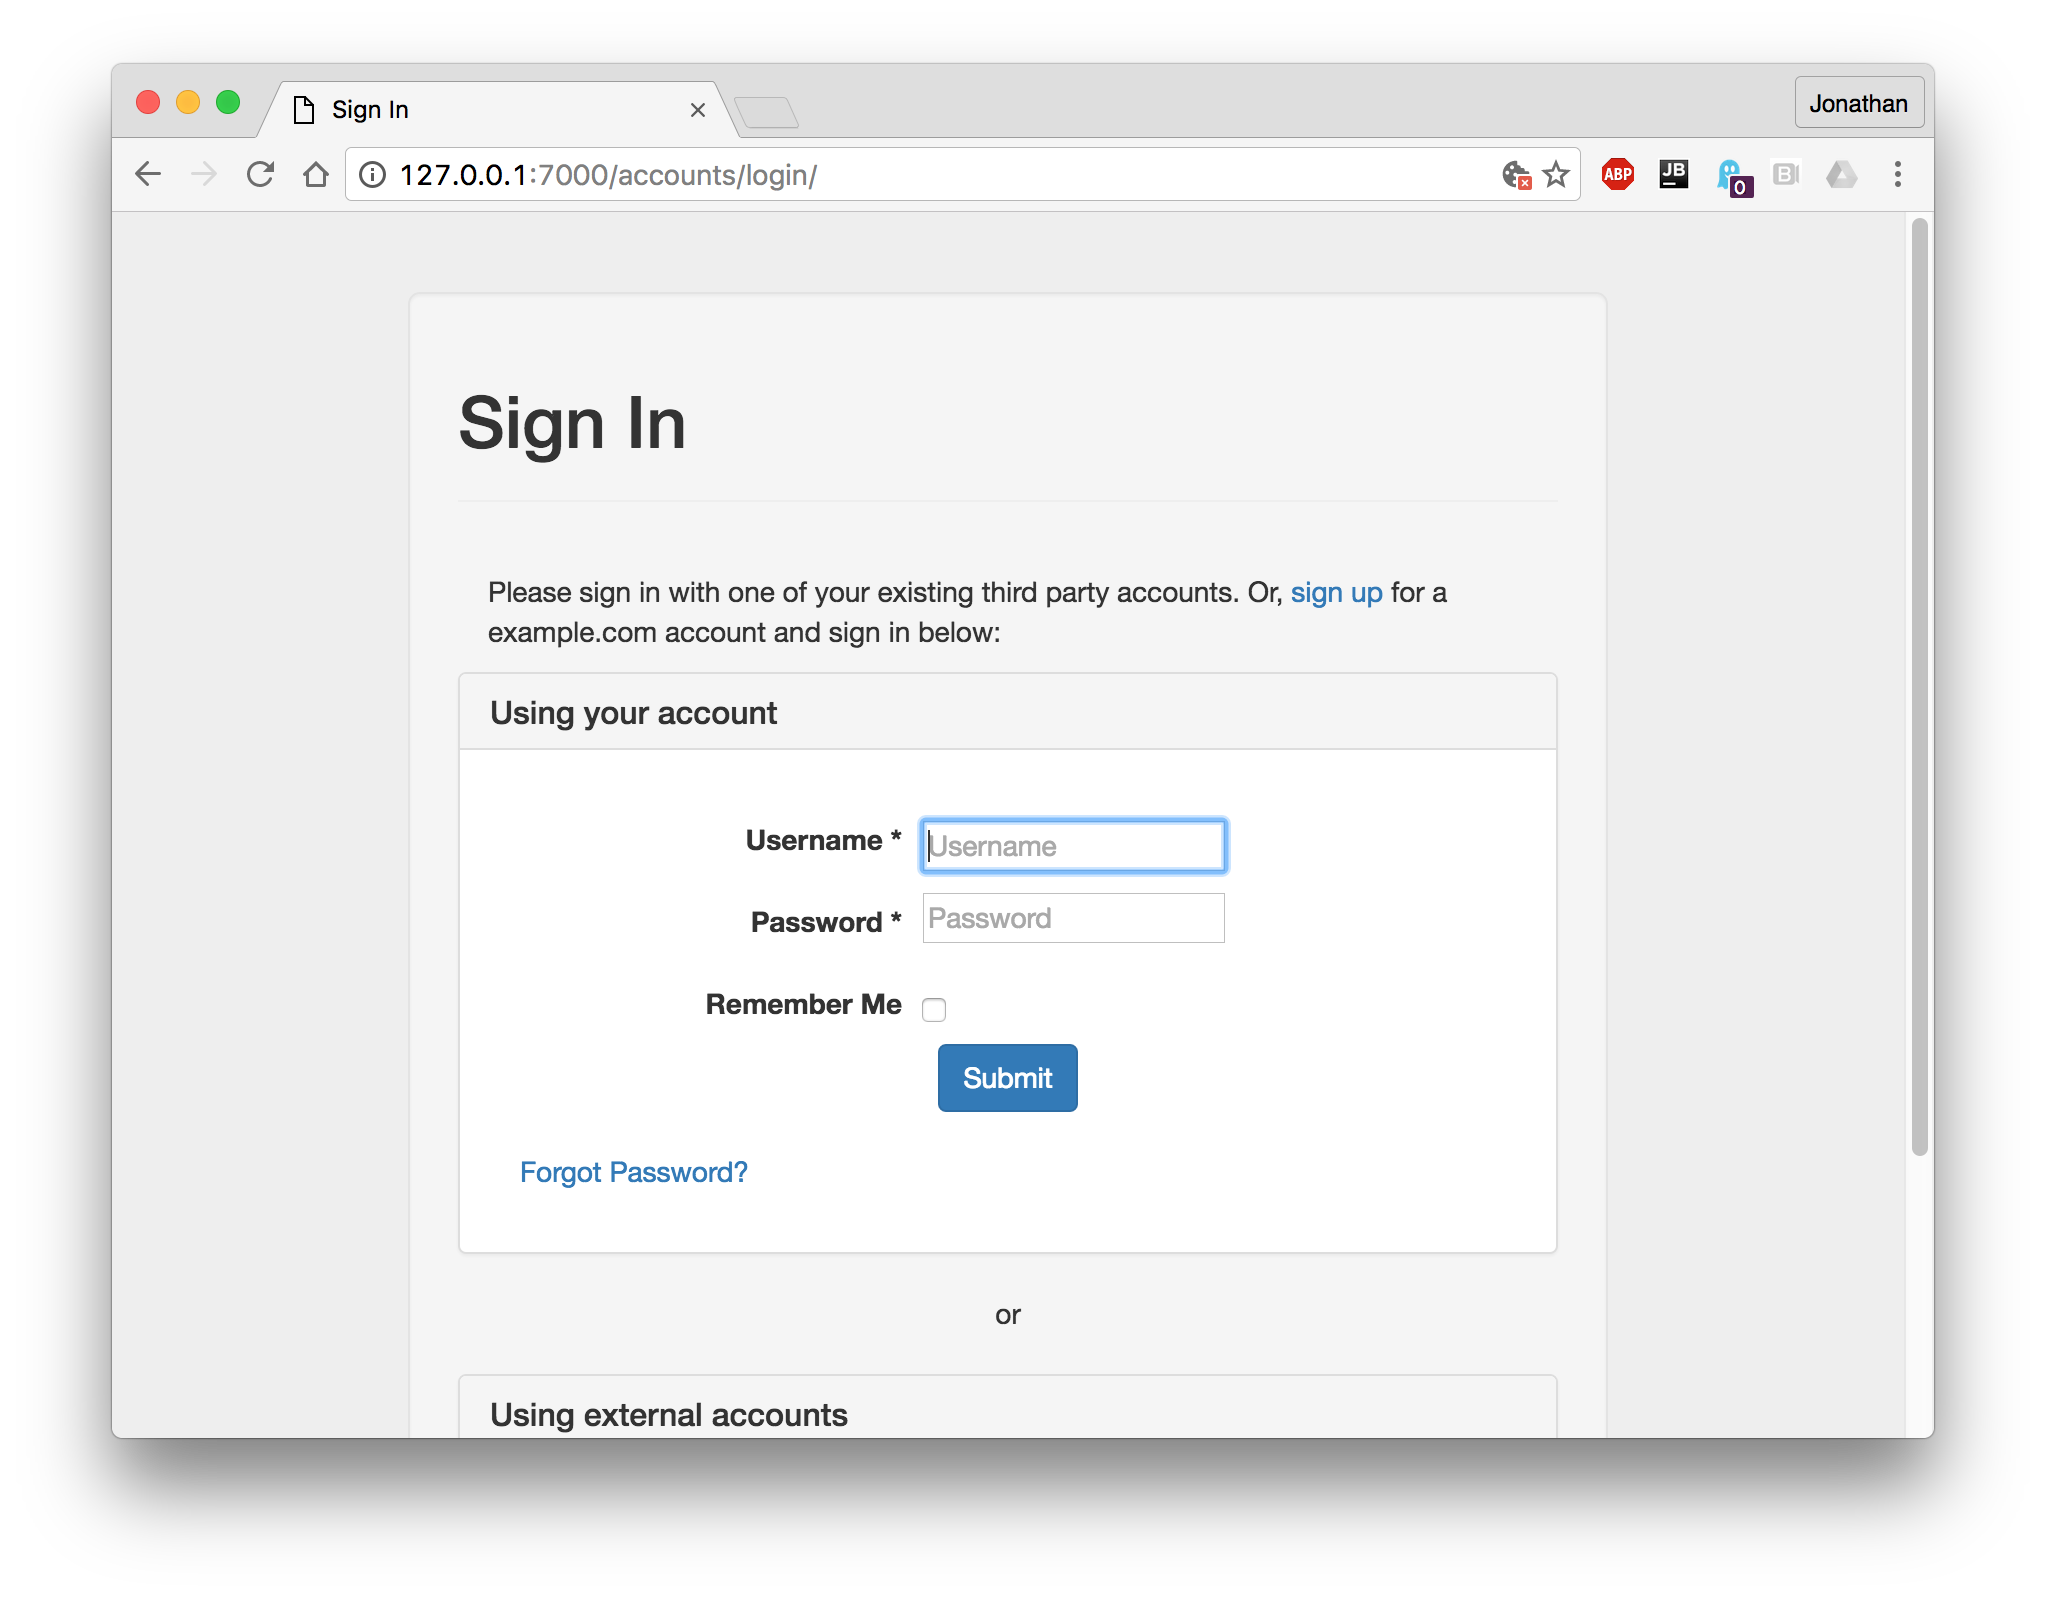 Sign In
Jonathan
127.0.0.1:7000/accounts/login/
ABP
JB
0
B
Sign In
Please sign in with one of your existing third party accounts. Or, sign up for a
example.com account and sign in below:
Using your account
Username * Username
Password * Password
Remember Me
Submit
Forgot Password?
or
Using external accounts